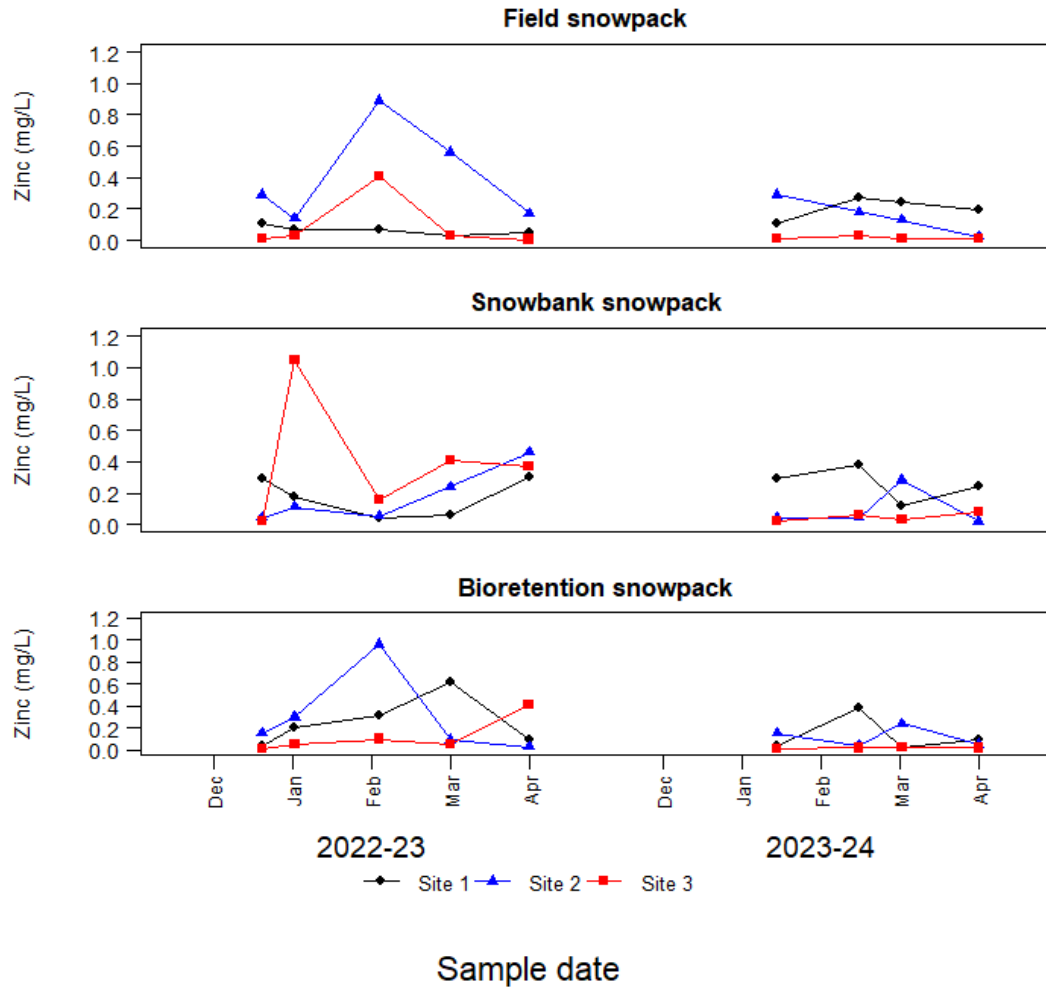 Field snowpack
Zinc (mg/L)
1.2
1.0
0.8
0.6
0.4
0.2
0.0
Snowbank snowpack
Zinc (mg/L)
1.2
1.0
0.8
0.6
0.4
0.2
0.0
Bioretention snowpack
Zinc (mg/L)
1.2
1.0
0.8
0.6
0.4
0.2
0.0
Dec Jan Feb Mar Apr Dec Jan Feb Mar Apr
2022-23 2023-24
Site 1 Site 2 Site 3
Sample date